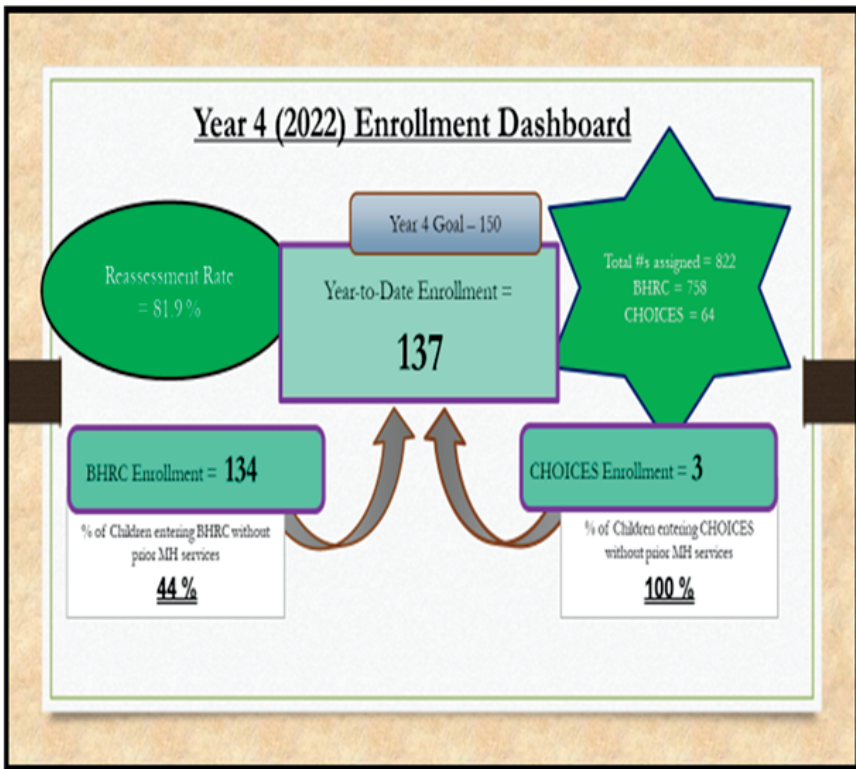 Year 4 (2022) Enrollment Dashboard
Year 4 Goal – 150
Reassessment Rate
= 81.9 %
Year-to-Date Enrollment =
137
Total #s assigned = 822
BHRC = 758
CHOICES = 64
BHRC Enrollment = 134
% of Children entering BHRC without
prior MH services
44 %
CHOICES Enrollment = 3
% of Children entering CHOICES
without prior MH services
100 %